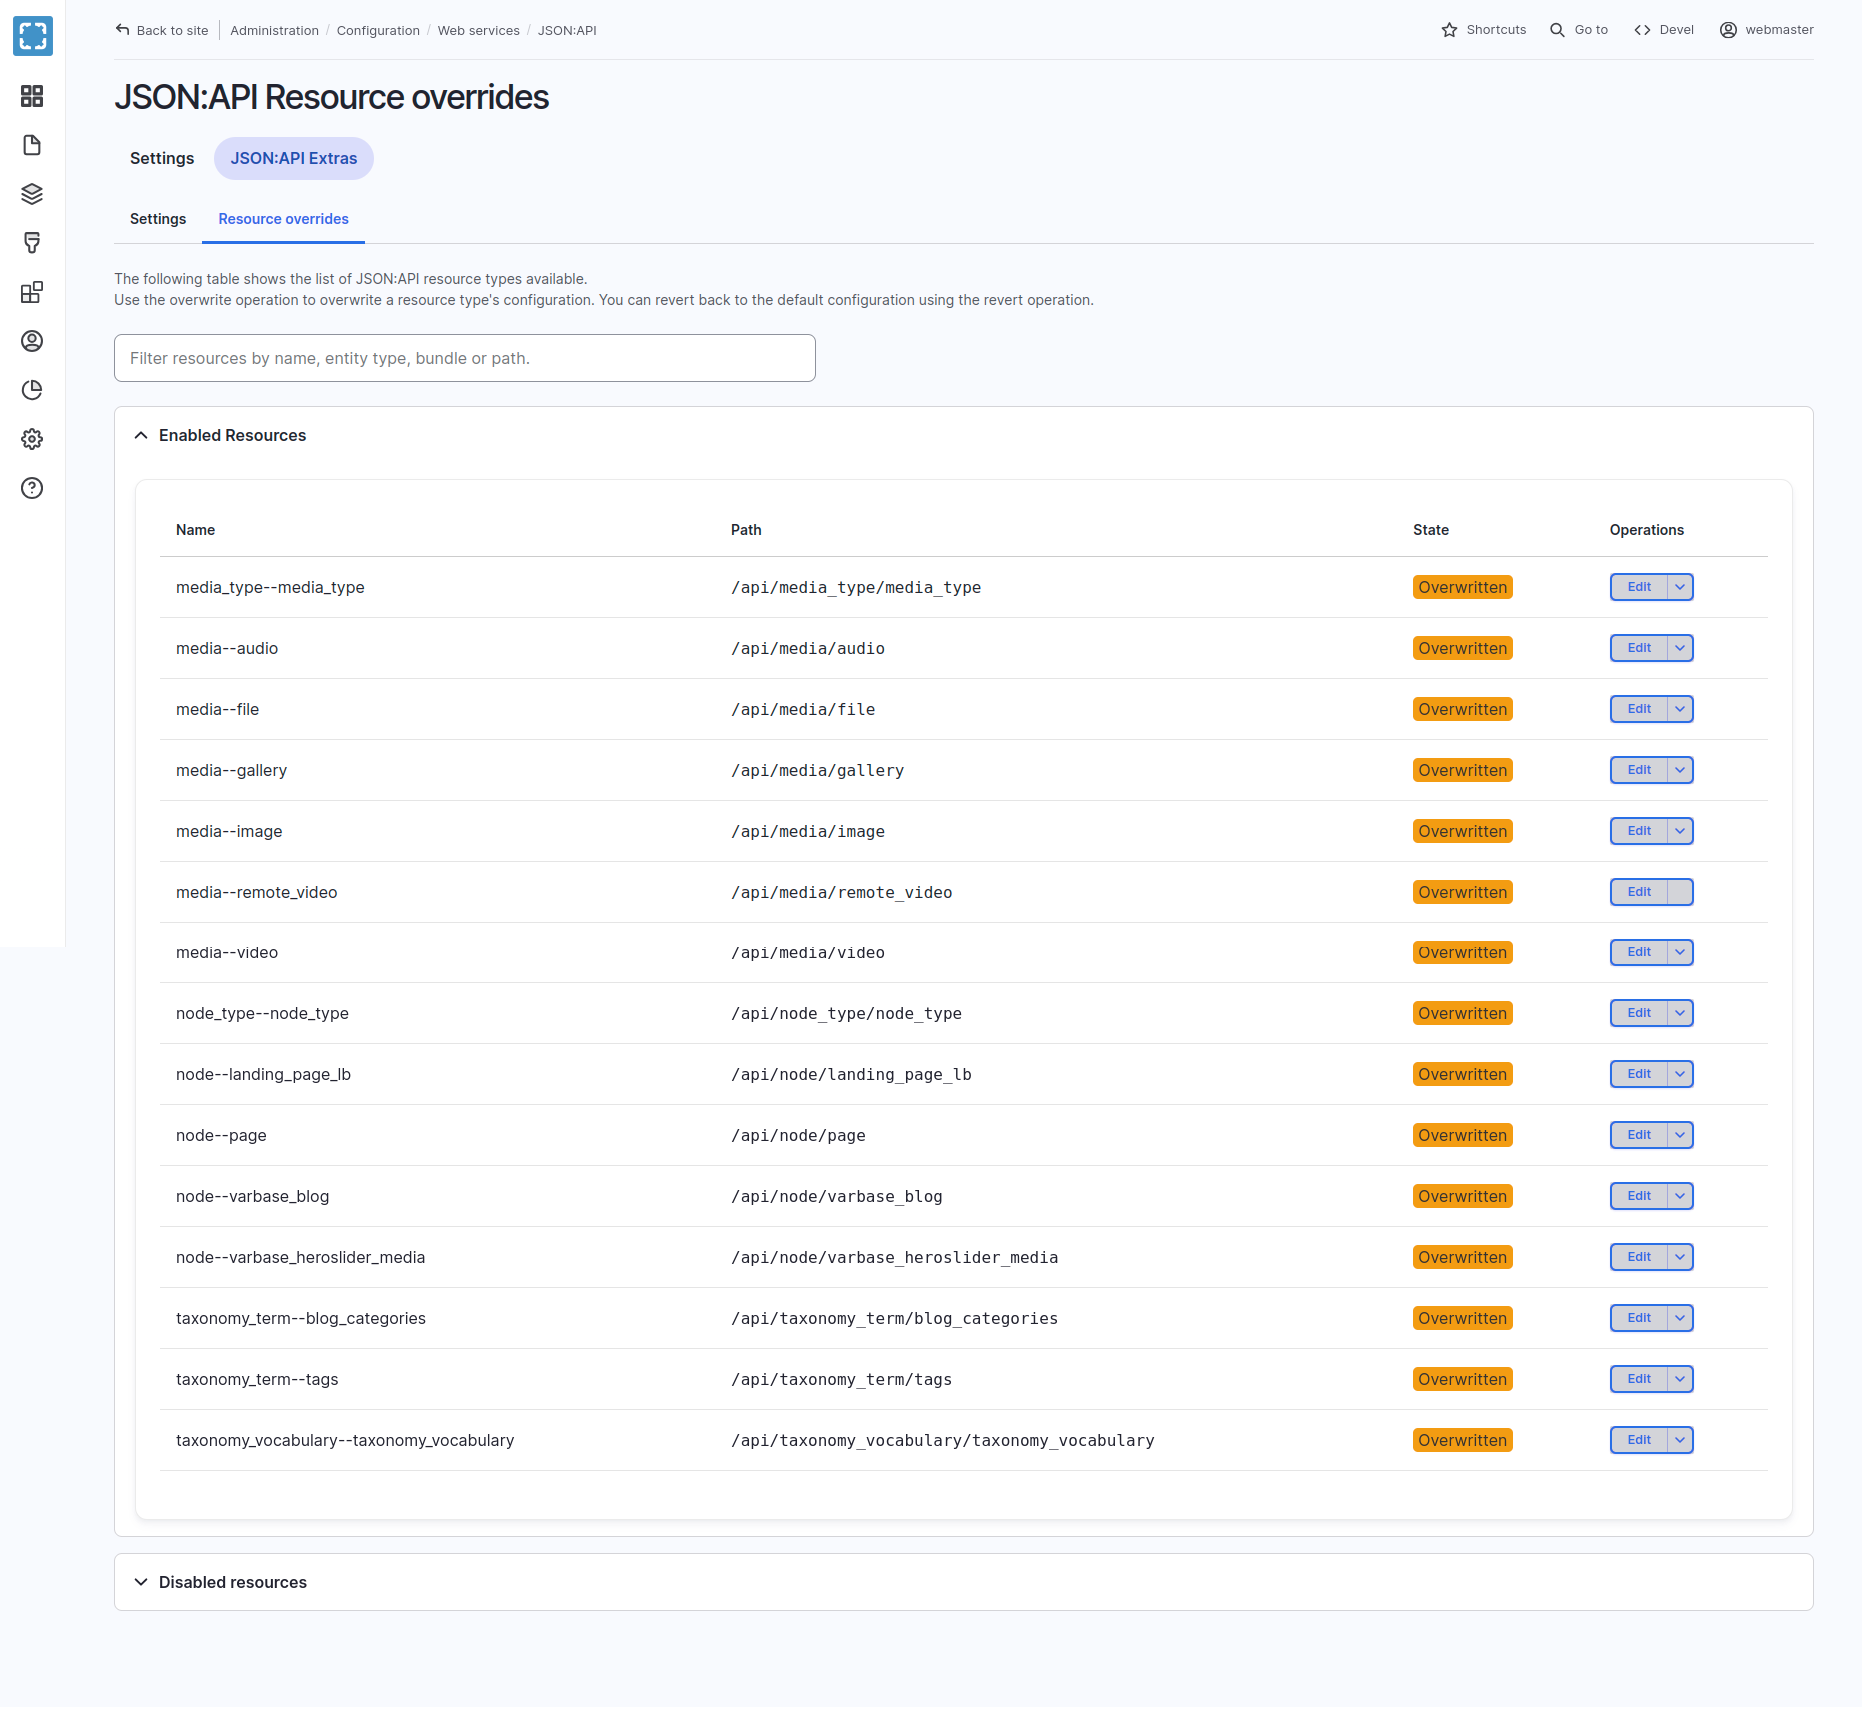 Back to site
Administration / Configuration / Web services / JSON:API
Shortcuts
Go to
Devel
webmaster
JSON:API Resource overrides
Settings
JSON:API Extras
Settings
Resource overrides
The following table shows the list of JSON:API resource types available.
Use the overwrite operation to overwrite a resource type's configuration. You can revert back to the default configuration using the revert operation.
Filter resources by name, entity type, bundle or path.
Enabled Resources
Name Path State Operations
media_type--media_type /api/media_type/media_type Overwritten Edit
media--audio /api/media/audio Overwritten Edit
media--file /api/media/file Overwritten Edit
media--gallery /api/media/gallery Overwritten Edit
media--image /api/media/image Overwritten Edit
media--remote_video /api/media/remote_video Overwritten Edit
media--video /api/media/video Overwritten Edit
node_type--node_type /api/node_type/node_type Overwritten Edit
node--landing_page_lb /api/node/landing_page_lb Overwritten Edit
node--page /api/node/page Overwritten Edit
node--varbase_blog /api/node/varbase_blog Overwritten Edit
node--varbase_heroslider_media /api/node/varbase_heroslider_media Overwritten Edit
taxonomy_term--blog_categories /api/taxonomy_term/blog_categories Overwritten Edit
taxonomy_term--tags /api/taxonomy_term/tags Overwritten Edit
taxonomy_vocabulary--taxonomy_vocabulary /api/taxonomy_vocabulary/taxonomy_vocabulary Overwritten Edit
Disabled resources